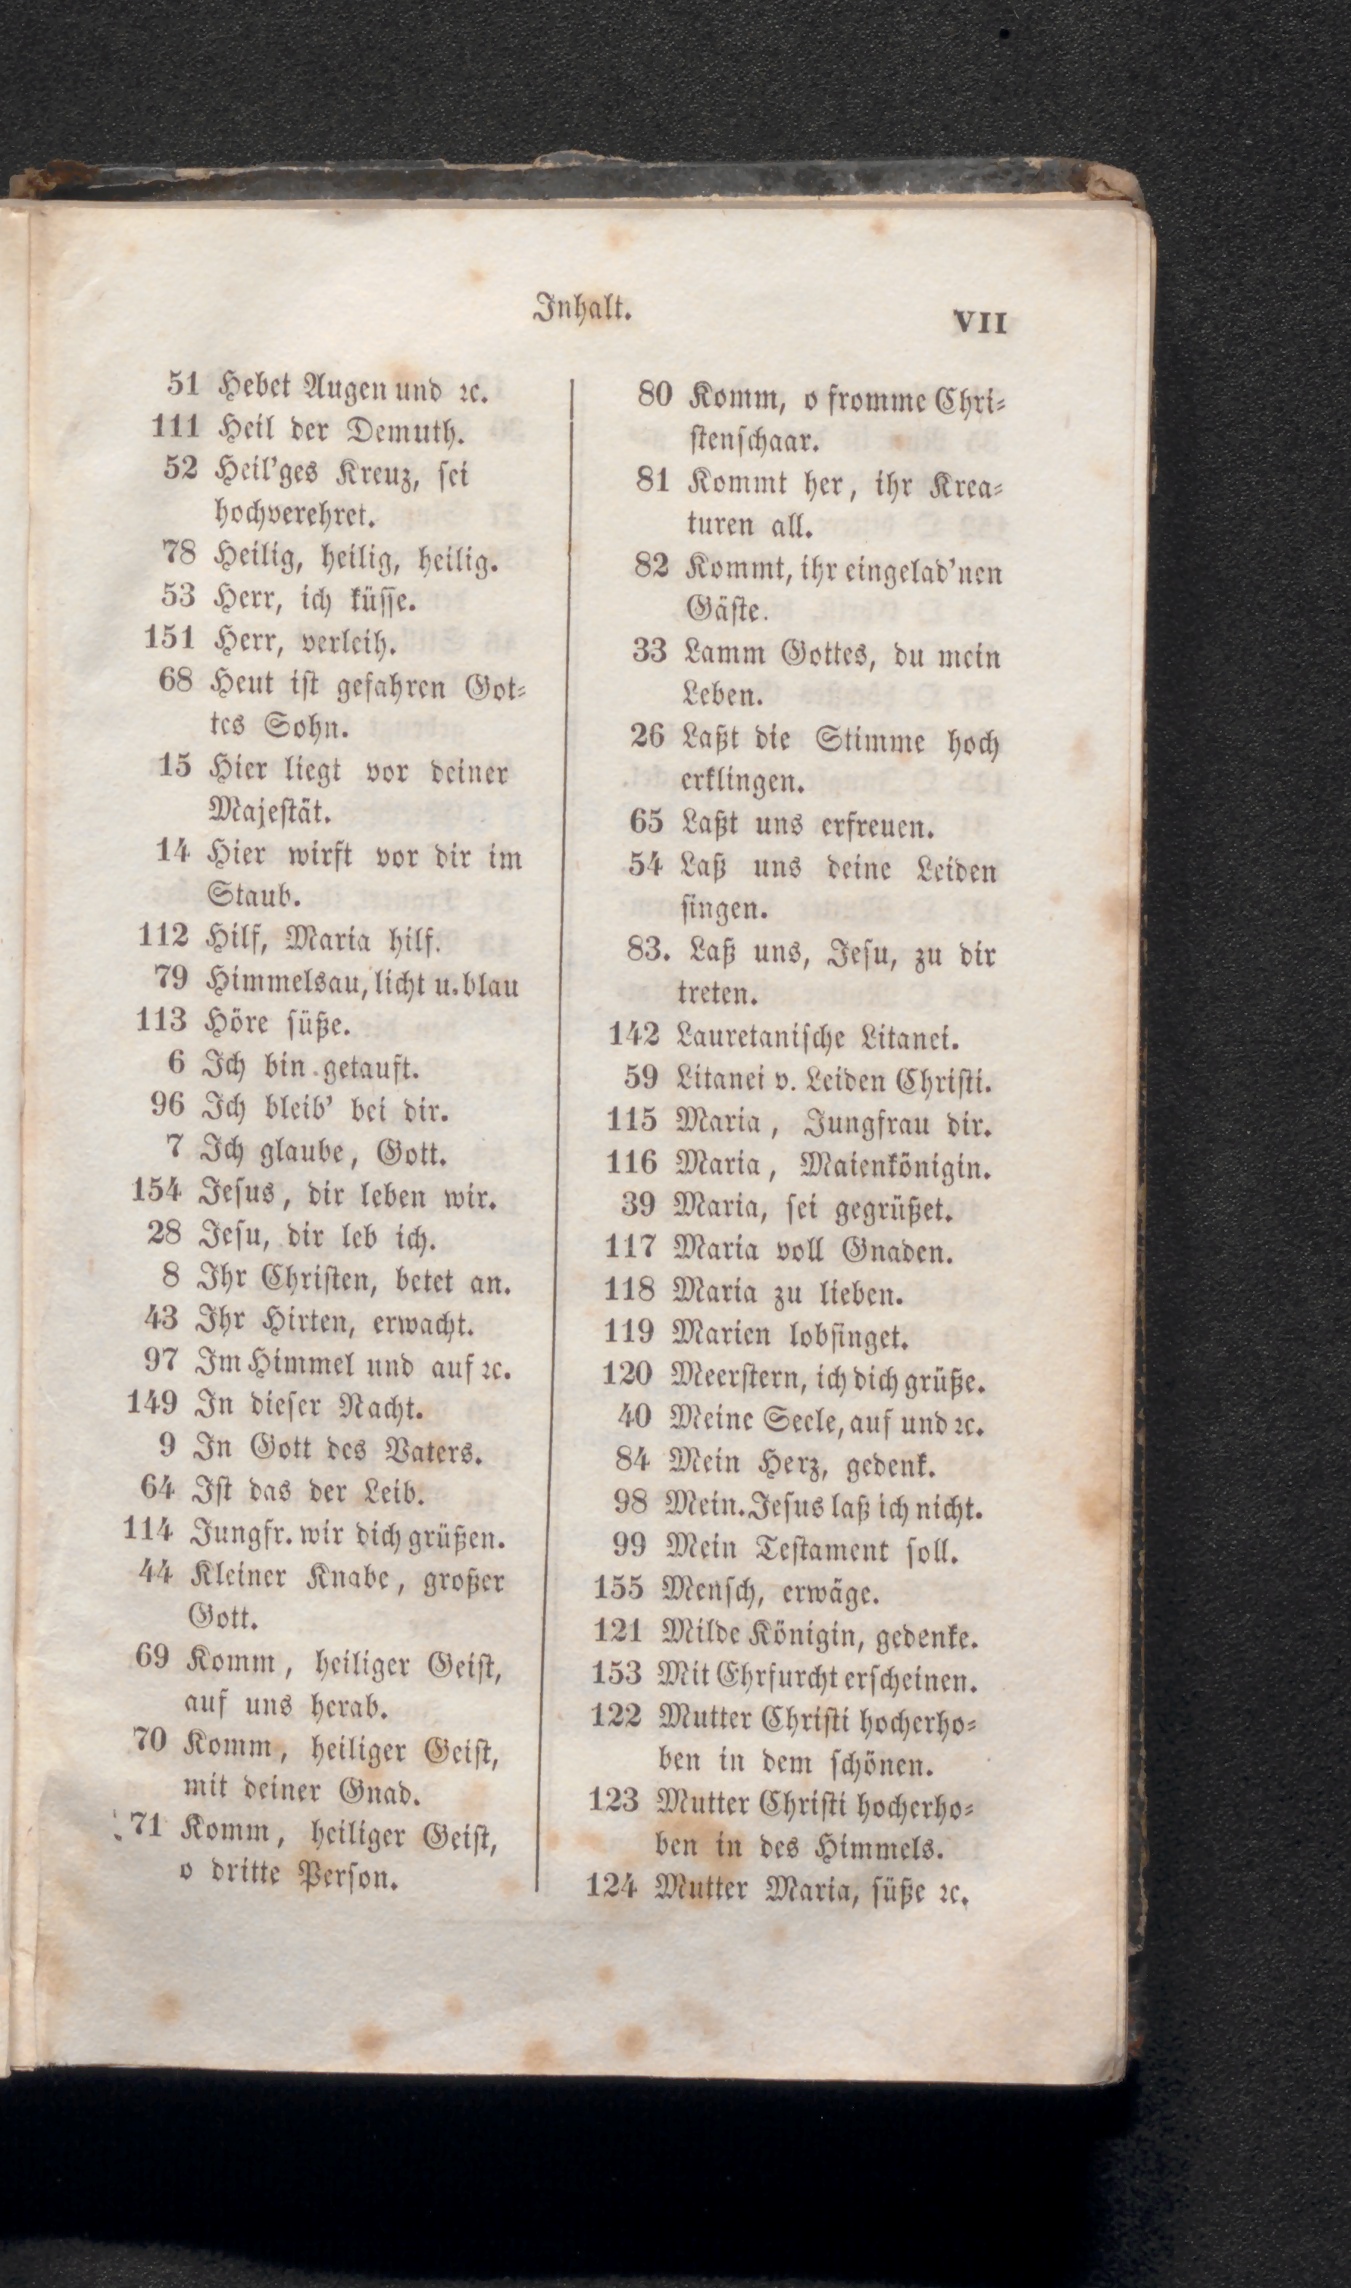 Inhalt.
VII
51 Hebet Augen und ꝛc.
111 Heil der Demuth.
52 Heil'ges Kreuz, sei
hochverehret.
78 Heilig, heilig, heilig.
53 Herr, ich küsse.
151 Herr, verleih.
68 Heut ist gefahren Got-
tes Sohn.
15 Hier liegt vor deiner
Majestät.
14 Hier wirft vor dir im
Staub.
112 Hilf, Maria hilf.
79 Himmelsau, licht u. blau
113 Höre süße.
6 Ich bin getauft.
96 Ich bleib' bei dir.
7 Ich glaube, Gott.
154 Jesus, dir leben wir.
28 Jesu, dir leb ich.
8 Ihr Christen, betet an.
43 Ihr Hirten, erwacht.
97 Im Himmel und auf ꝛc.
149 In dieser Nacht.
9 In Gott des Vaters.
64 Ist das der Leib.
114 Jungfr. wir dich grüßen.
44 Kleiner Knabe, großer
Gott.
69 Komm, heiliger Geist,
auf uns herab.
70 Komm, heiliger Geist,
mit deiner Gnad.
71 Komm, heiliger Geist,
o dritte Person.
80 Komm, o fromme Chri-
stenschaar.
81 Kommt her, ihr Krea-
turen all.
82 Kommt, ihr eingelad'nen
Gäste.
33 Lamm Gottes, du mein
Leben.
26 Laßt die Stimme hoch
erklingen.
65 Laßt uns erfreuen.
54 Laß uns deine Leiden
singen.
83. Laß uns, Jesu, zu dir
treten.
142 Lauretanische Litanei.
59 Litanei v. Leiden Christi.
115 Maria, Jungfrau dir.
116 Maria, Maienkönigin.
39 Maria, sei gegrüßet.
117 Maria voll Gnaden.
118 Maria zu lieben.
119 Marien lobsinget.
120 Meerstern, ich dich grüße.
40 Meine Seele, auf und ꝛc.
84 Mein Herz, gedenk.
98 Mein. Jesus laß ich nicht.
99 Mein Testament soll.
155 Mensch, erwäge.
121 Milde Königin, gedenke.
153 Mit Ehrfurcht erscheinen.
122 Mutter Christi hocherho-
ben in dem schönen.
123 Mutter Christi hocherho-
ben in des Himmels.
124 Mutter Maria, süße ꝛc.